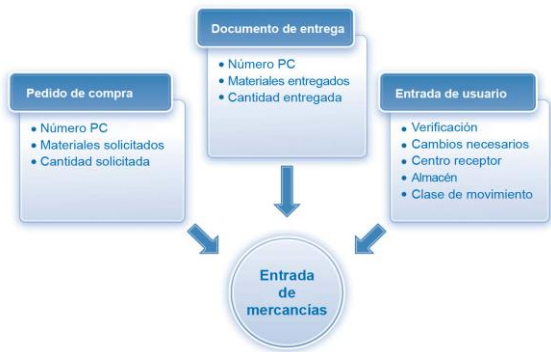 Documento de entrega
• Número PC
• Materiales entregados
• Cantidad entregada
Pedido de compra
• Número PC
• Materiales solicitados
• Cantidad solicitada
Entrada de usuario
• Verificación
• Cambios necesarios
• Centro receptor
• Almacén
• Clase de movimiento
Entrada
de
mercancías